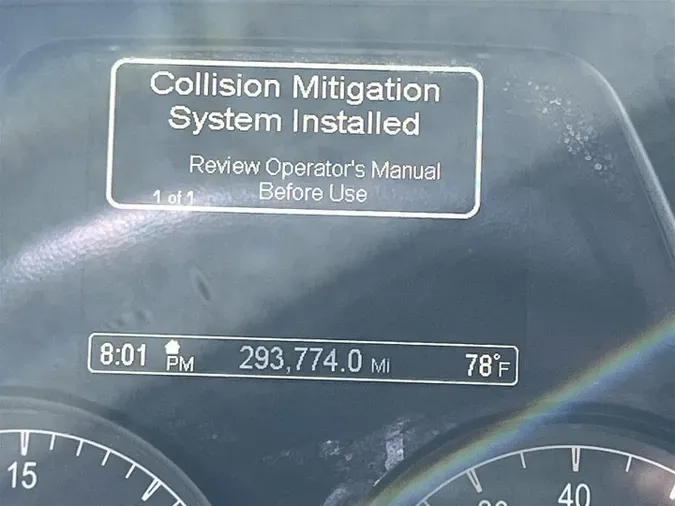 Collision Mitigation
System Installed
Review Operator's Manual
Before Use
1 of 1
8:01 PM 293,774.0 Mi 78°F
15
40